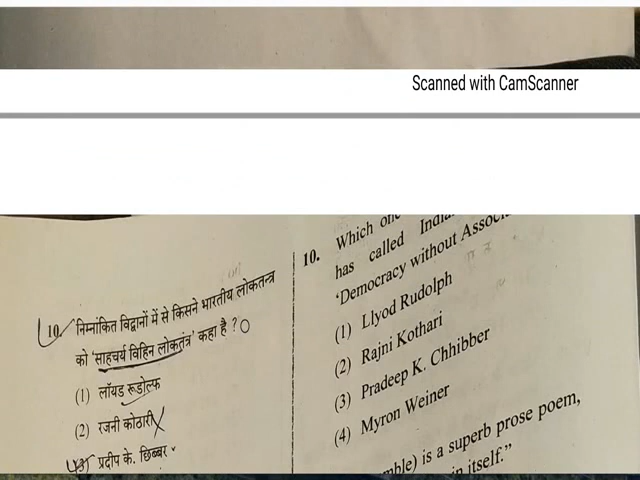 Scanned with CamScanner
10. निम्नांकित विद्वानों में से किसने भारतीय लोकतन्त्र
को 'साहचर्य विहिन लोकतंत्र' कहा है ?
(1) लॉयड रूडोल्फ
(2) रजनी कोठारी
(3) प्रदीप के. छिब्बर
10. Which one
has called
'Democracy without
(1) Llyod Rudolph
(2) Rajni Kothari
(3) Pradeep K. Chhibber
(4) Myron Weiner
is a superb prose poem,
in itself."